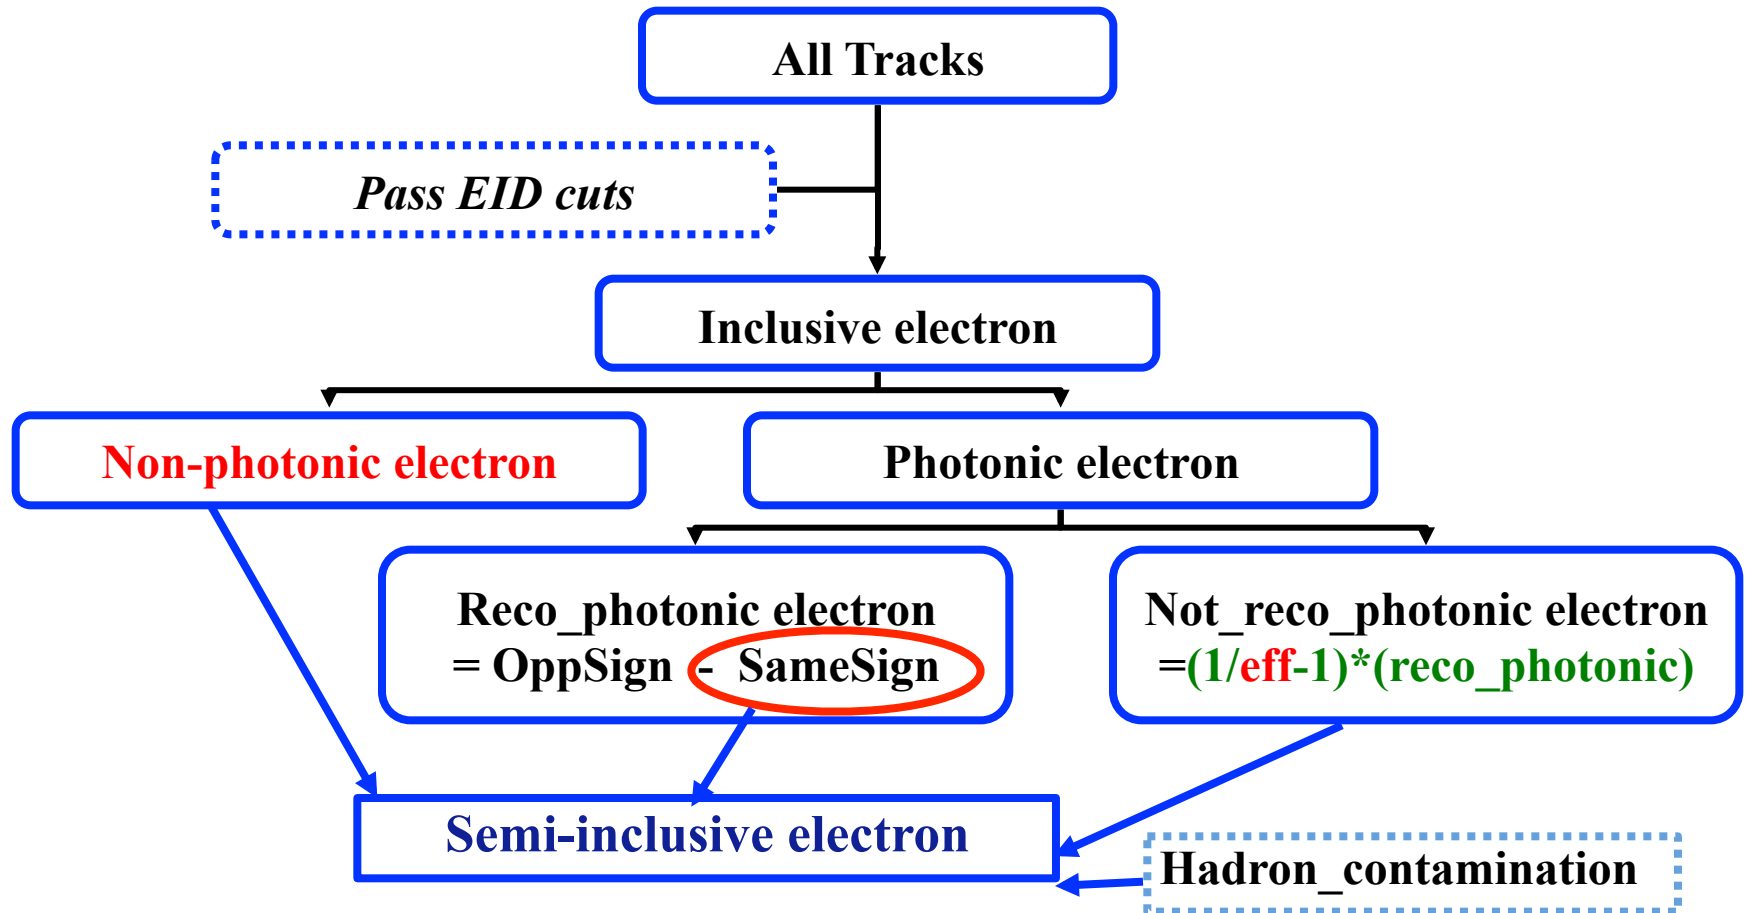 All Tracks
Pass EID cuts
Inclusive electron
Non-photonic electron
Photonic electron
Reco_photonic electron
= OppSign - SameSign
Not_reco_photonic electron
=(1/eff-1)*(reco_photonic)
Semi-inclusive electron
Hadron_contamination